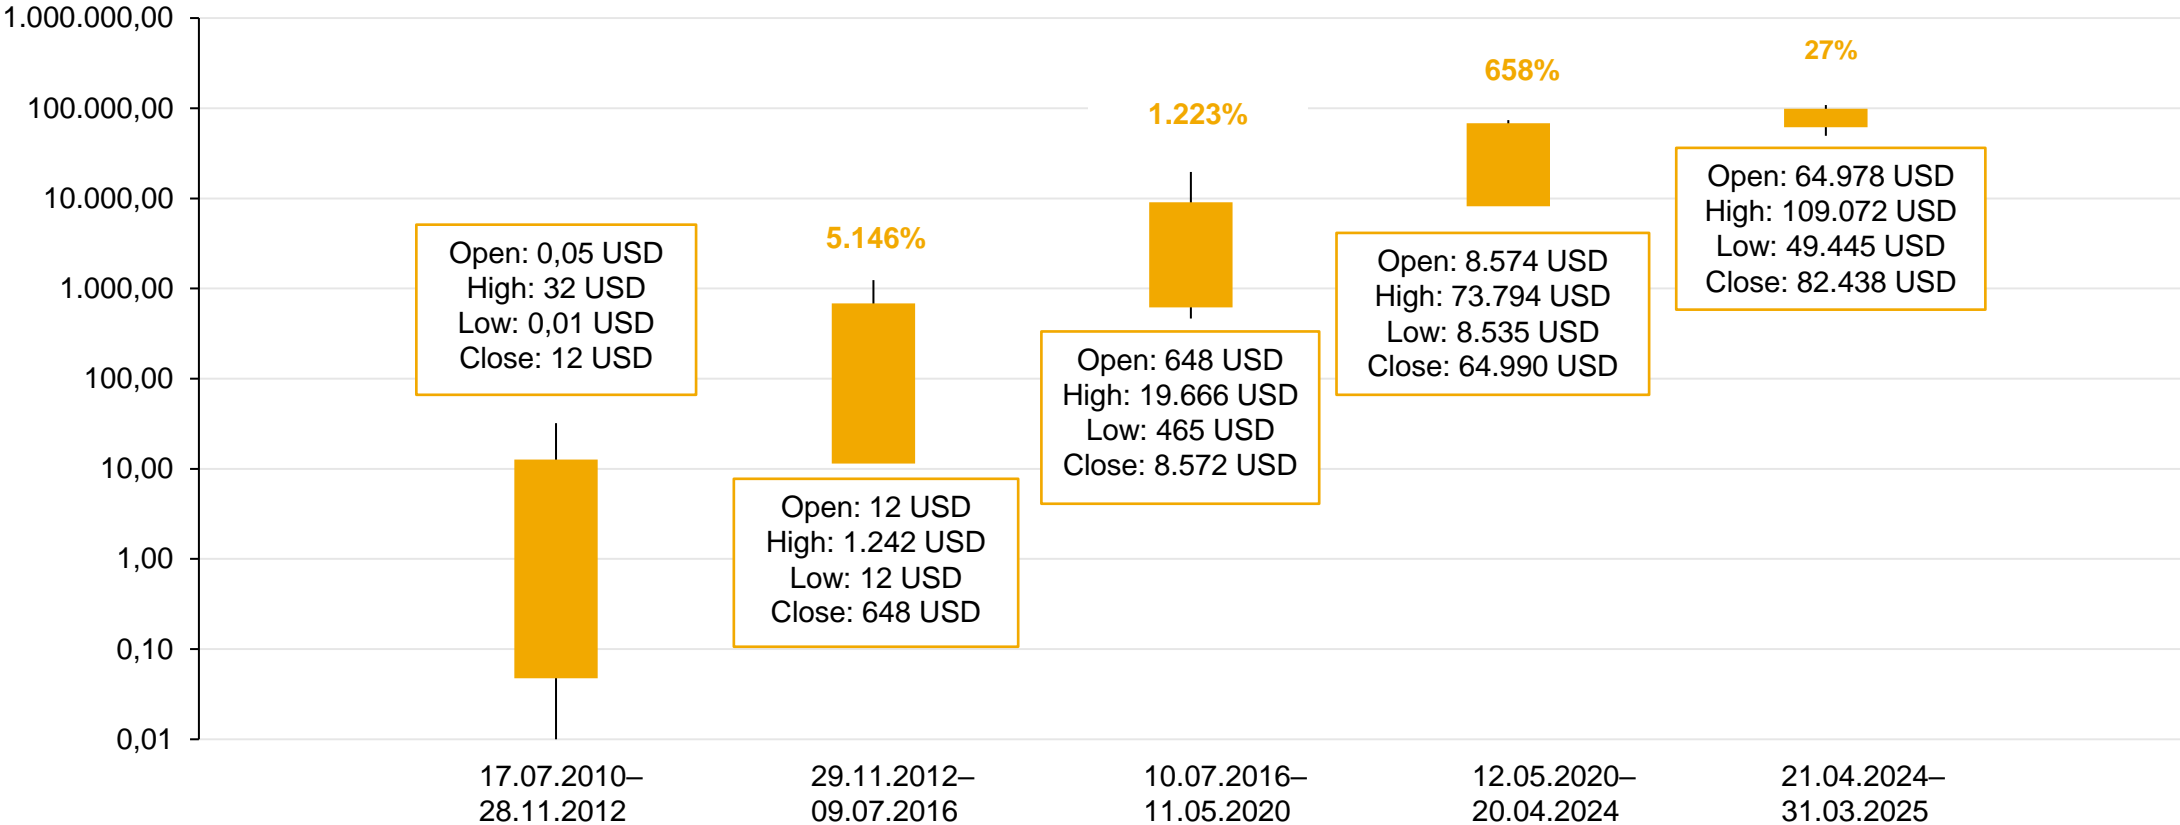 1.000.000,00
100.000,00
10.000,00
1.000,00
100,00
10,00
1,00
0,10
0,01
Open: 0,05 USD
High: 32 USD
Low: 0,01 USD
Close: 12 USD
5.146%
Open: 12 USD
High: 1.242 USD
Low: 12 USD
Close: 648 USD
1.223%
Open: 648 USD
High: 19.666 USD
Low: 465 USD
Close: 8.572 USD
658%
Open: 8.574 USD
High: 73.794 USD
Low: 8.535 USD
Close: 64.990 USD
27%
Open: 64.978 USD
High: 109.072 USD
Low: 49.445 USD
Close: 82.438 USD
17.07.2010–
28.11.2012
29.11.2012–
09.07.2016
10.07.2016–
11.05.2020
12.05.2020–
20.04.2024
21.04.2024–
31.03.2025